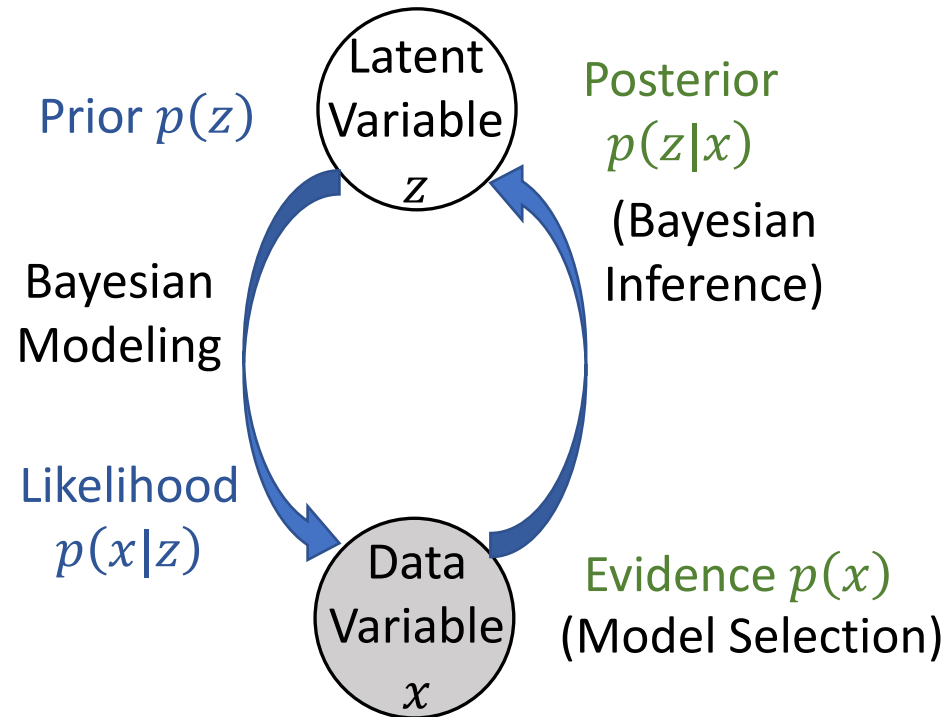 Latent
Variable
z
Prior p(z)
Posterior
p(z|x)
(Bayesian
Inference)
Bayesian
Modeling
Likelihood
p(x|z)
Data
Variable
x
Evidence p(x)
(Model Selection)